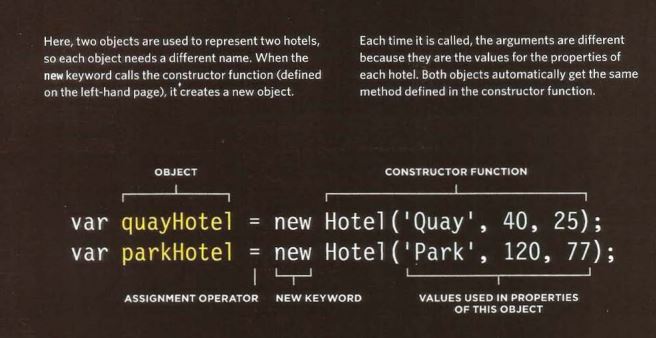 Here, two objects are used to represent two hotels,
so each object needs a different name. When the
new keyword calls the constructor function (defined
on the left-hand page), it creates a new object.
Each time it is called, the arguments are different
because they are the values for the properties of
each hotel. Both objects automatically get the same
method defined in the constructor function.
OBJECT
CONSTRUCTOR FUNCTION
var quayHotel = new Hotel('Quay', 40, 25);
var parkHotel = new Hotel('Park', 120, 77);
ASSIGNMENT OPERATOR
NEW KEYWORD
VALUES USED IN PROPERTIES
OF THIS OBJECT